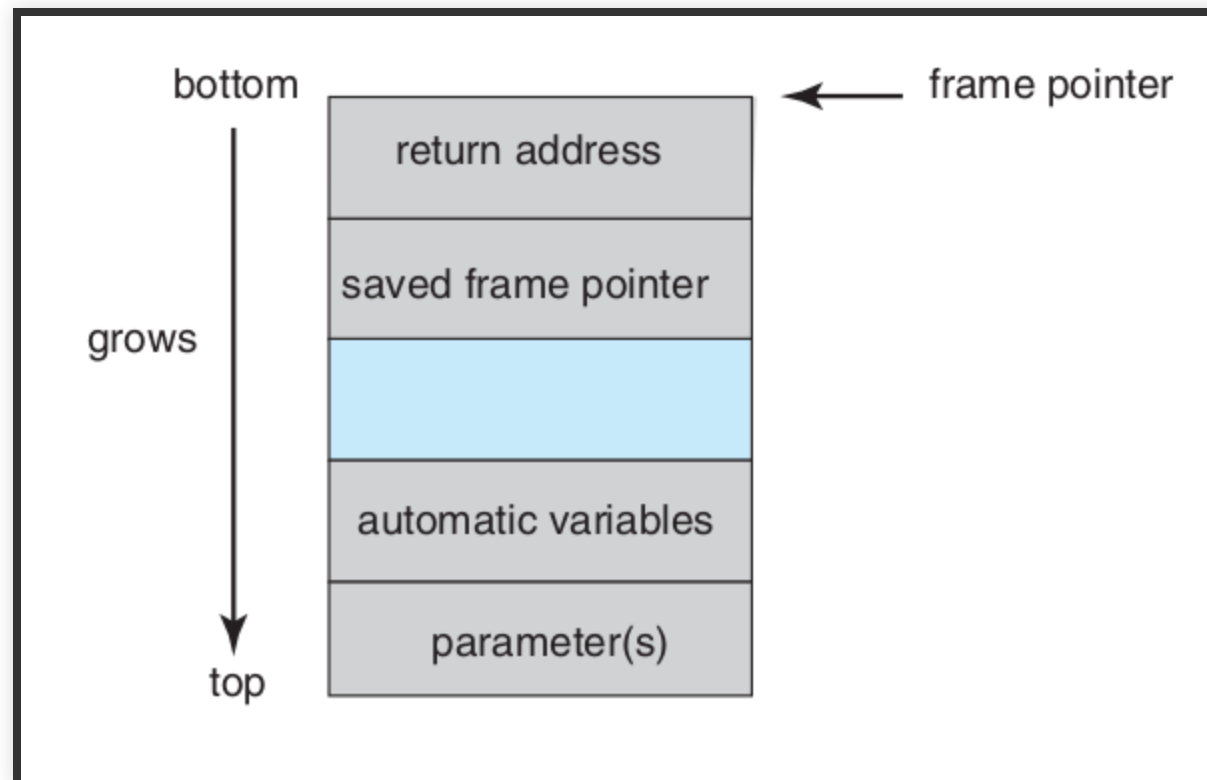 bottom
frame pointer
return address
saved frame pointer
grows
automatic variables
parameter(s)
top